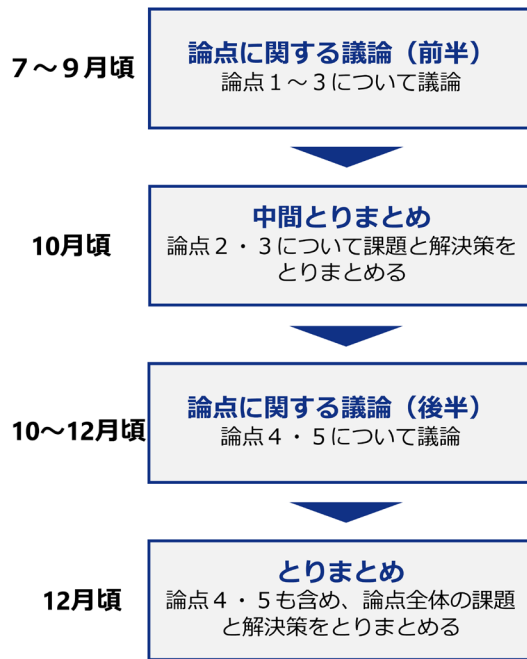 7～9月頃
論点に関する議論（前半）
論点1～3について議論
10月頃
中間とりまとめ
論点2・3について課題と解決策を
とりまとめる
10～12月頃
論点に関する議論（後半）
論点4・5について議論
12月頃
とりまとめ
論点4・5も含め、論点全体の課題
と解決策をとりまとめる